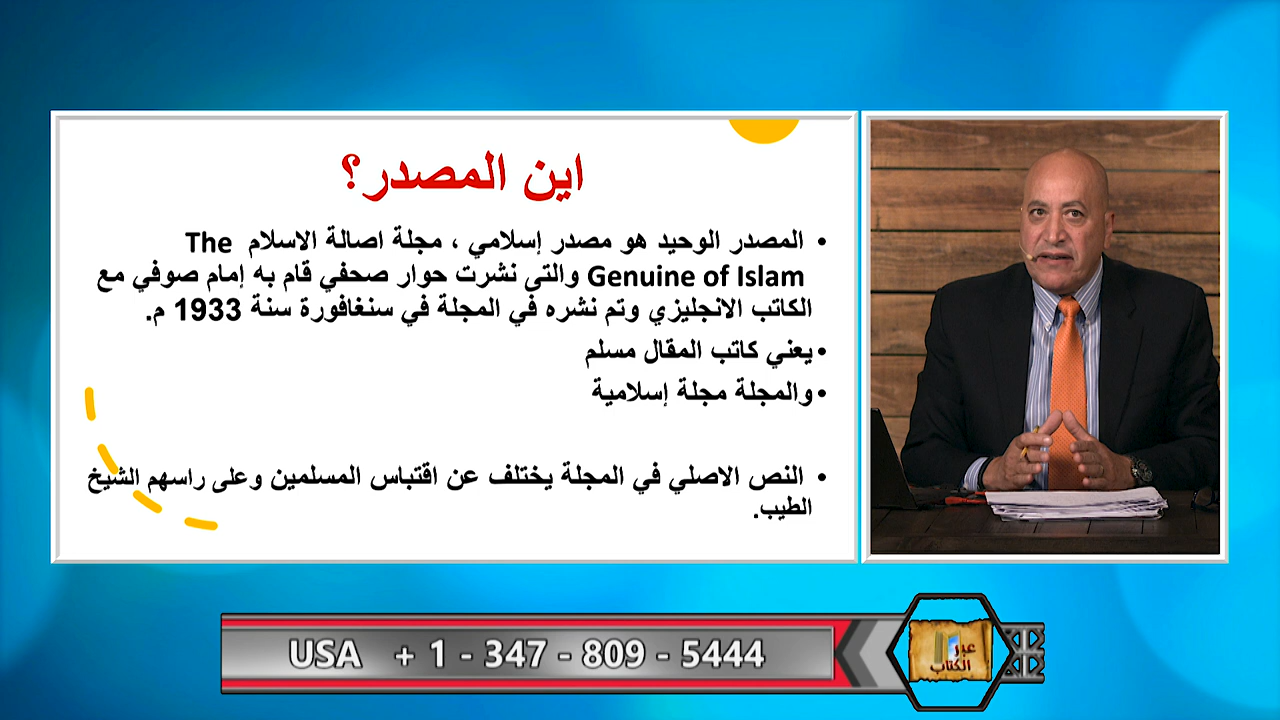 اين المصدر؟
• المصدر الوحيد هو مصدر إسلامي ، مجلة اصالة الاسلام The
Genuine of Islam والتى نشرت حوار صحفي قام به إمام صوفي مع
الكاتب الانجليزي وتم نشره في المجلة في سنغافورة سنة 1933 م.
• يعني كاتب المقال مسلم
• والمجلة مجلة إسلامية
• النص الاصلي في المجلة يختلف عن اقتباس المسلمين وعلى راسهم الشيخ
الطيب.
USA + 1 - 347 - 809 - 5444
عبر
الكتاب